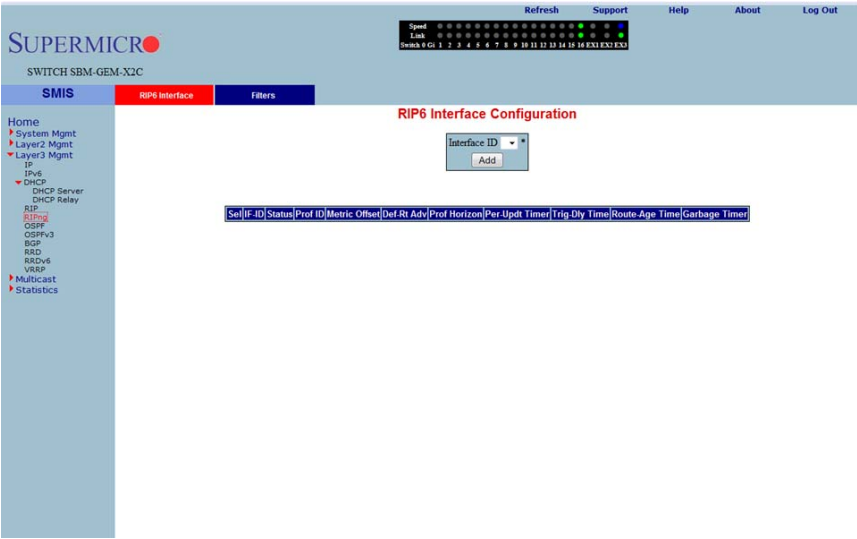 Refresh Support Help About Log Out
SUPERMICRO
Speed
Link
Switch 0 Gi 1 2 3 4 5 6 7 8 9 10 11 12 13 14 15 16 EX1 EX2 EX3
SWITCH SBM-GEM-X2C
SMIS
RIP6 Interface
Filters
Home
System Mgmt
Layer2 Mgmt
Layer3 Mgmt
IP
IPv6
DHCP
DHCP Server
DHCP Relay
RIP
RIPng
OSPF
OSPFv3
BGP
RRD
RRDv6
VRRP
Multicast
Statistics
RIP6 Interface Configuration
Interface ID *
Add
Sel IF-ID Status Prof ID Metric Offset Def-Rt Adv Prof Horizon Per-Updt Timer Trig-Dly Time Route-Age Time Garbage Timer